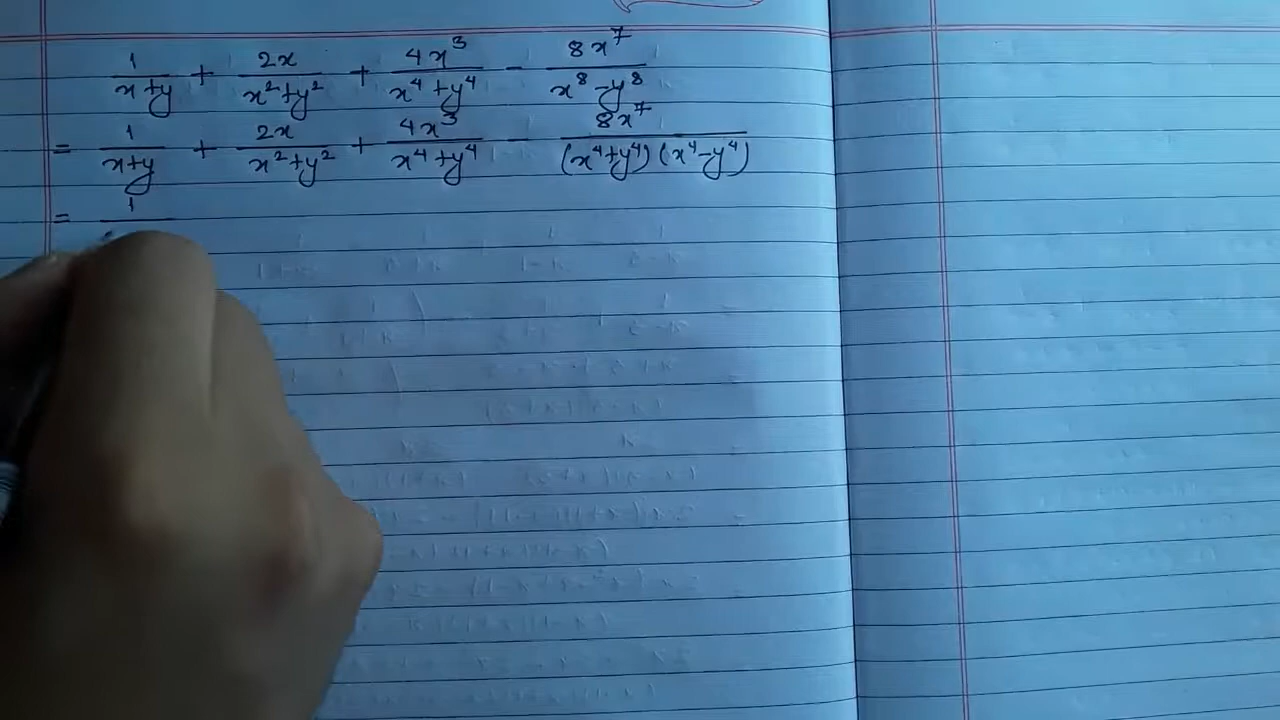 1/(x+y) + 2x/(x²+y²) + 4x³/(x⁴+y⁴) - 8x⁷/(x⁸-y⁸)
= 1/(x+y) + 2x/(x²+y²) + 4x³/(x⁴+y⁴) - 8x⁷/((x⁴+y⁴)(x⁴-y⁴))
= 1